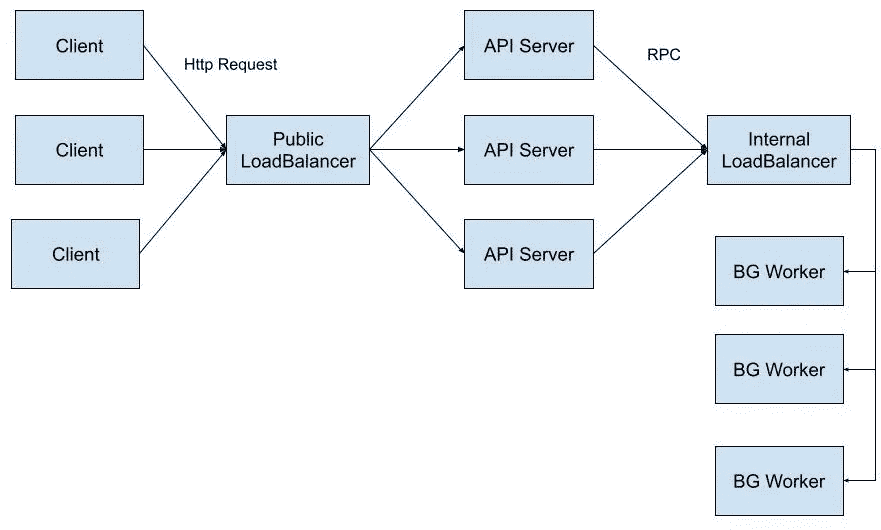 Client
Http Request
API Server
RPC
Client
Public
LoadBalancer
API Server
Internal
LoadBalancer
Client
API Server
BG Worker
BG Worker
BG Worker